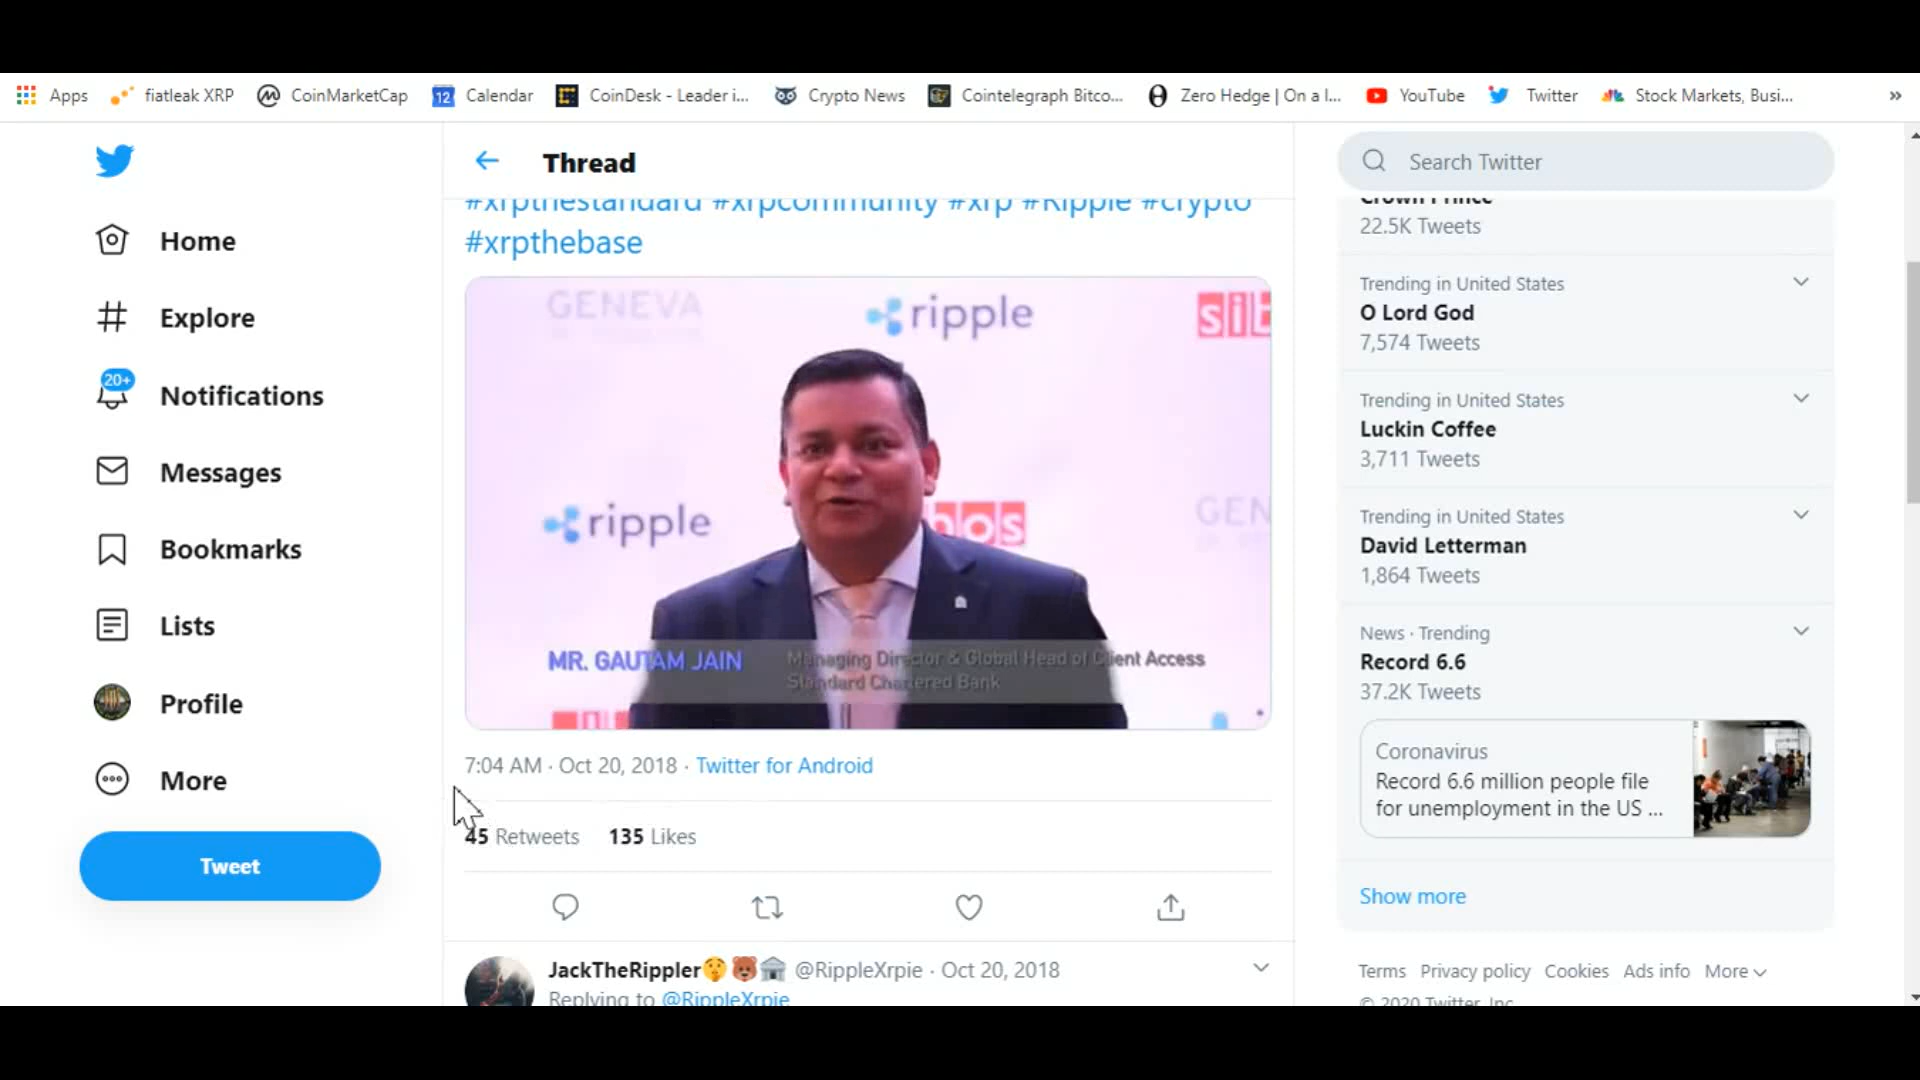 Apps fiatleak XRP CoinMarketCap 12 Calendar CoinDesk - Leader i... Crypto News Cointelegraph Bitco... Zero Hedge | On a l... YouTube Twitter Stock Markets, Busi... »
Home
Explore
20+
Notifications
Messages
Bookmarks
Lists
Profile
More
Tweet
Thread
#xrpthestandard #xrpcommunity #xrp #Ripple #crypto
#xrpthebase
GENEVA
ripple
sib
ripple
bos
GEN
MR. GAUTAM JAIN
Managing Director & Global Head of Client Access
Standard Chartered Bank
7:04 AM · Oct 20, 2018 · Twitter for Android
45 Retweets 135 Likes
JackTheRippler @RippleXrpie · Oct 20, 2018
Replying to @RippleXrpie
Search Twitter
Crown Prince
22.5K Tweets
Trending in United States
O Lord God
7,574 Tweets
Trending in United States
Luckin Coffee
3,711 Tweets
Trending in United States
David Letterman
1,864 Tweets
News · Trending
Record 6.6
37.2K Tweets
Coronavirus
Record 6.6 million people file
for unemployment in the US ...
Show more
Terms Privacy policy Cookies Ads info More
© 2020 Twitter, Inc.